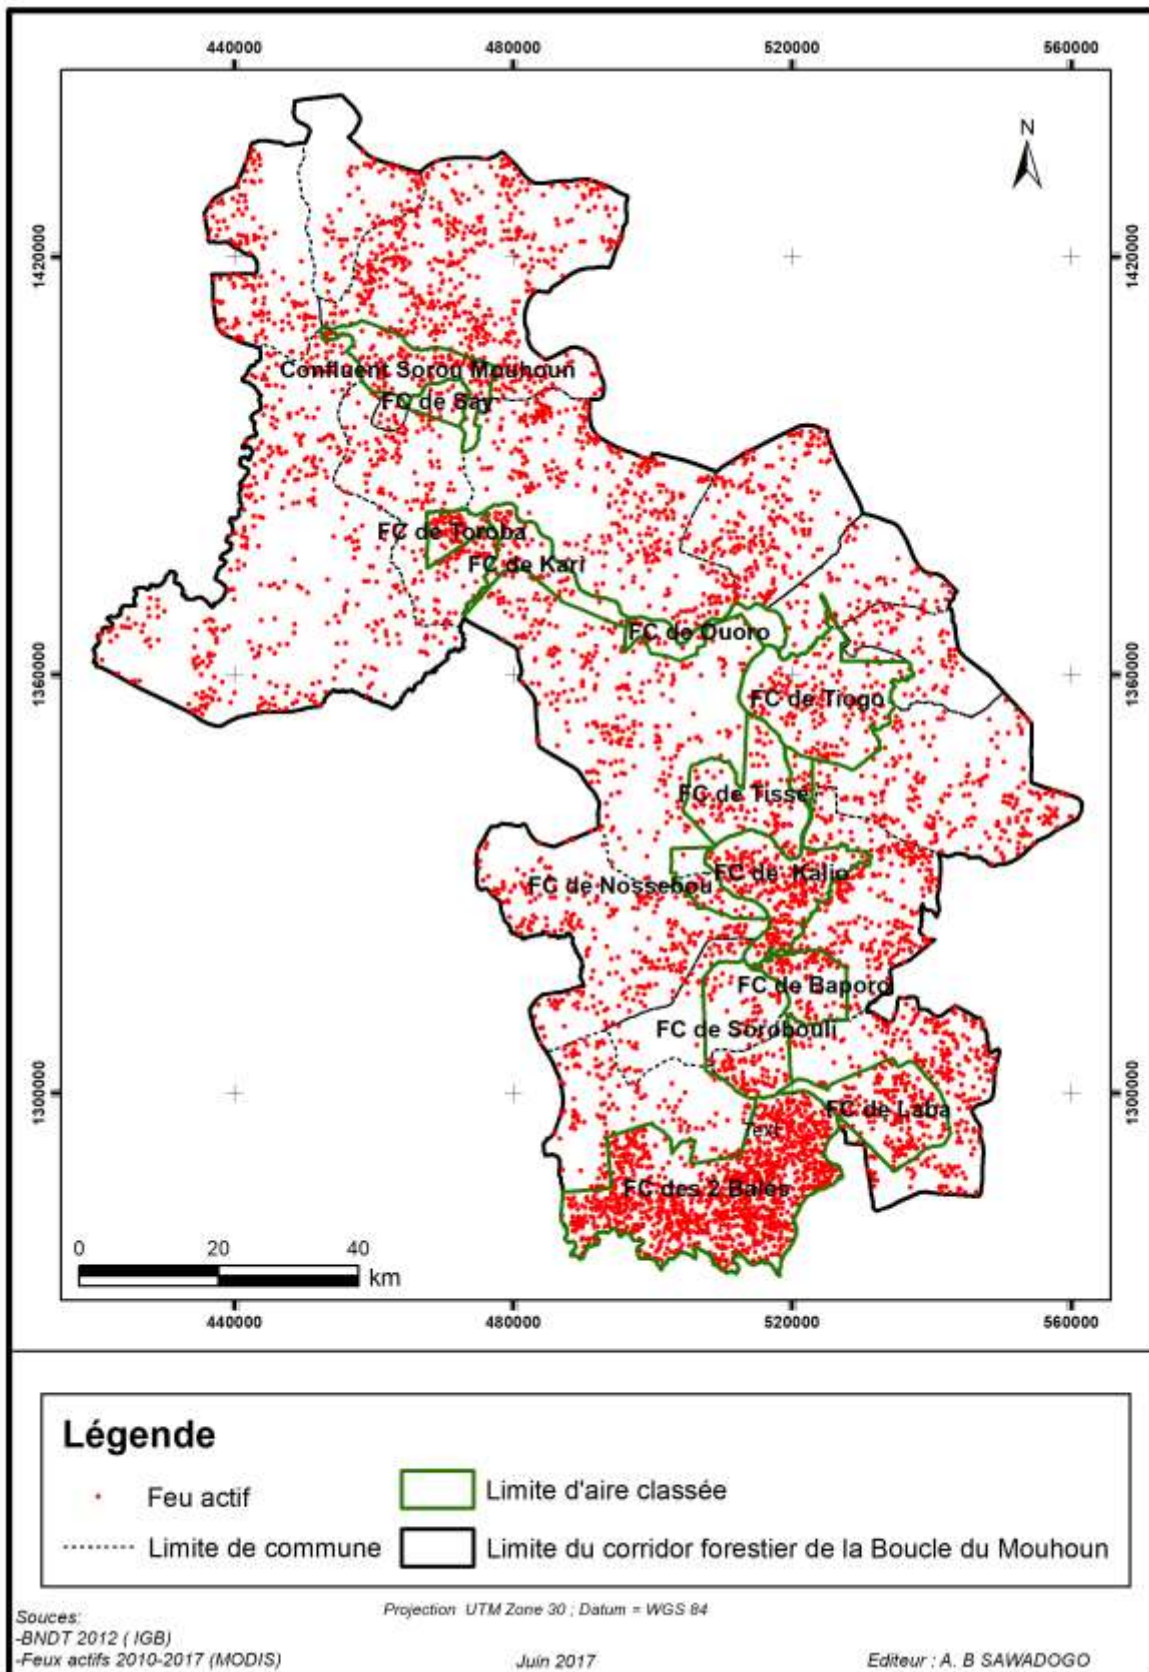 440000 480000 520000 560000
N
1420000 1420000
Confluent Sorou Mouhoun
FC de Say
FC de Toroba
FC de Kari
FC de Ouoro
1360000 1360000
FC de Tiogo
FC de Tisse
FC de Kalio
FC de Nossebou
FC de Baporo
FC de Sorobouli
1300000 1300000
FC de Laba
Text
FC des 2 Bales
0 20 40
km
440000 480000 520000 560000
Légende
Feu actif
Limite d'aire classée
Limite de commune
Limite du corridor forestier de la Boucle du Mouhoun
Projection UTM Zone 30 ; Datum = WGS 84
Souces:
-BNDT 2012 ( IGB)
-Feux actifs 2010-2017 (MODIS)
Juin 2017
Editeur : A. B SAWADOGO